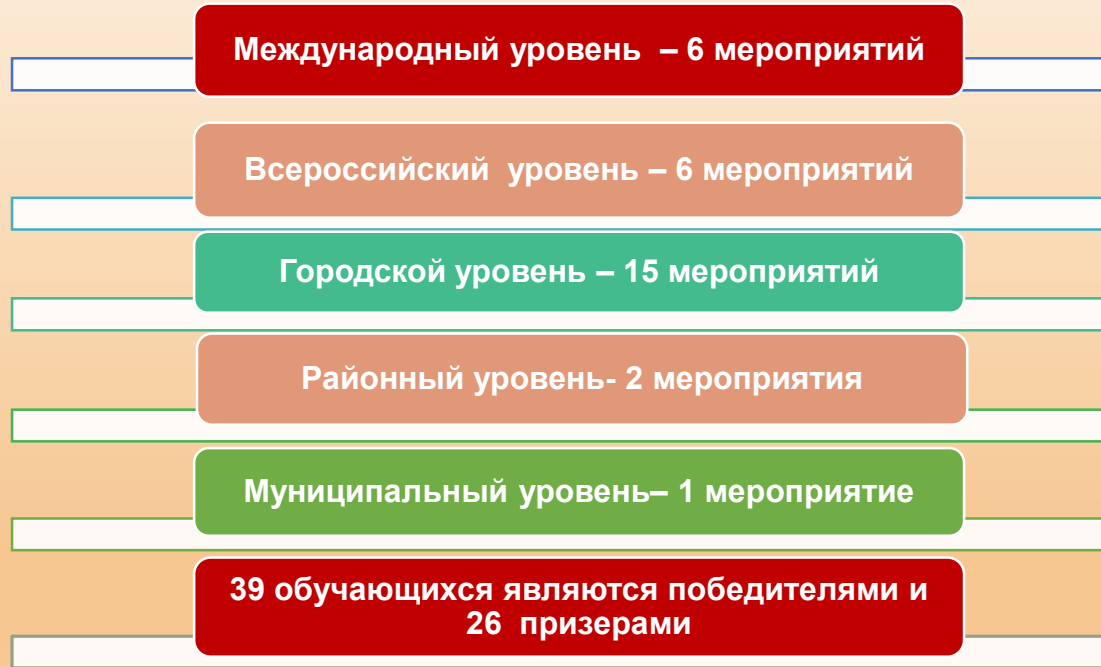 Международный уровень – 6 мероприятий
Всероссийский уровень – 6 мероприятий
Городской уровень – 15 мероприятий
Районный уровень- 2 мероприятия
Муниципальный уровень– 1 мероприятие
39 обучающихся являются победителями и
26 призерами